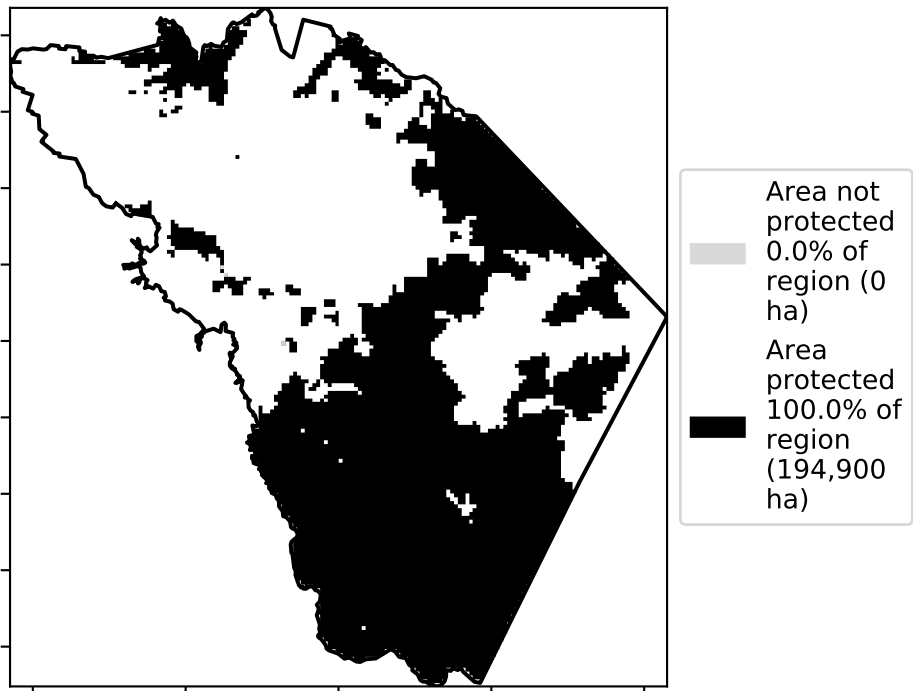 Area not
protected
0.0% of
region (0
ha)
Area
protected
100.0% of
region
(194,900
ha)